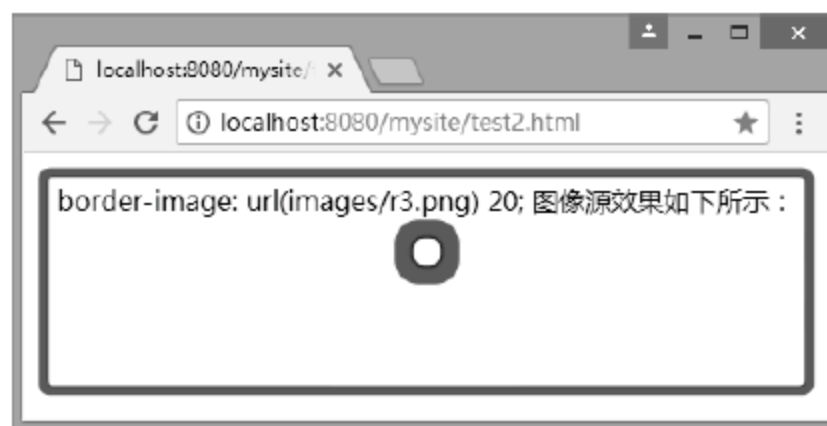 localhost:8080/mysite/
localhost:8080/mysite/test2.html
border-image: url(images/r3.png) 20; 图像源效果如下所示：